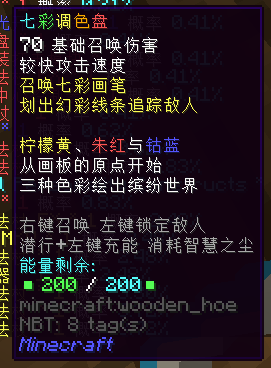 七彩调色盘
70 基础召唤伤害
较快攻击速度
召唤七彩画笔
划出幻彩线条追踪敌人
柠檬黄、朱红与钴蓝
从画板的原点开始
三种色彩绘出缤纷世界
右键召唤 左键锁定敌人
潜行+左键充能 消耗智慧之尘
能量剩余:
■ 200 / 200 ■
minecraft:wooden_hoe
NBT: 8 tag(s)
Minecraft